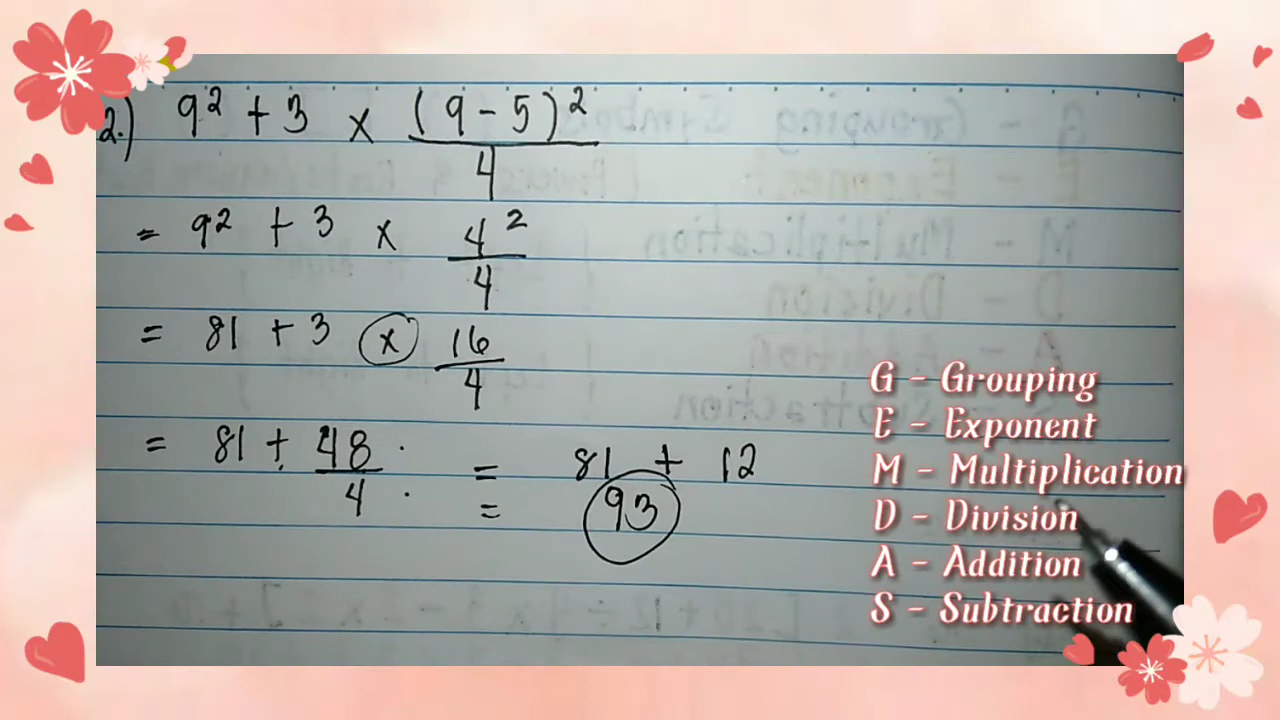 2.) 9² + 3 × (9 - 5)²/4
= 9² + 3 × 4²/4
= 81 + 3 × 16/4
= 81 + 48/4 = 81 + 12
= 93
G - Grouping
E - Exponent
M - Multiplication
D - Division
A - Addition
S - Subtraction